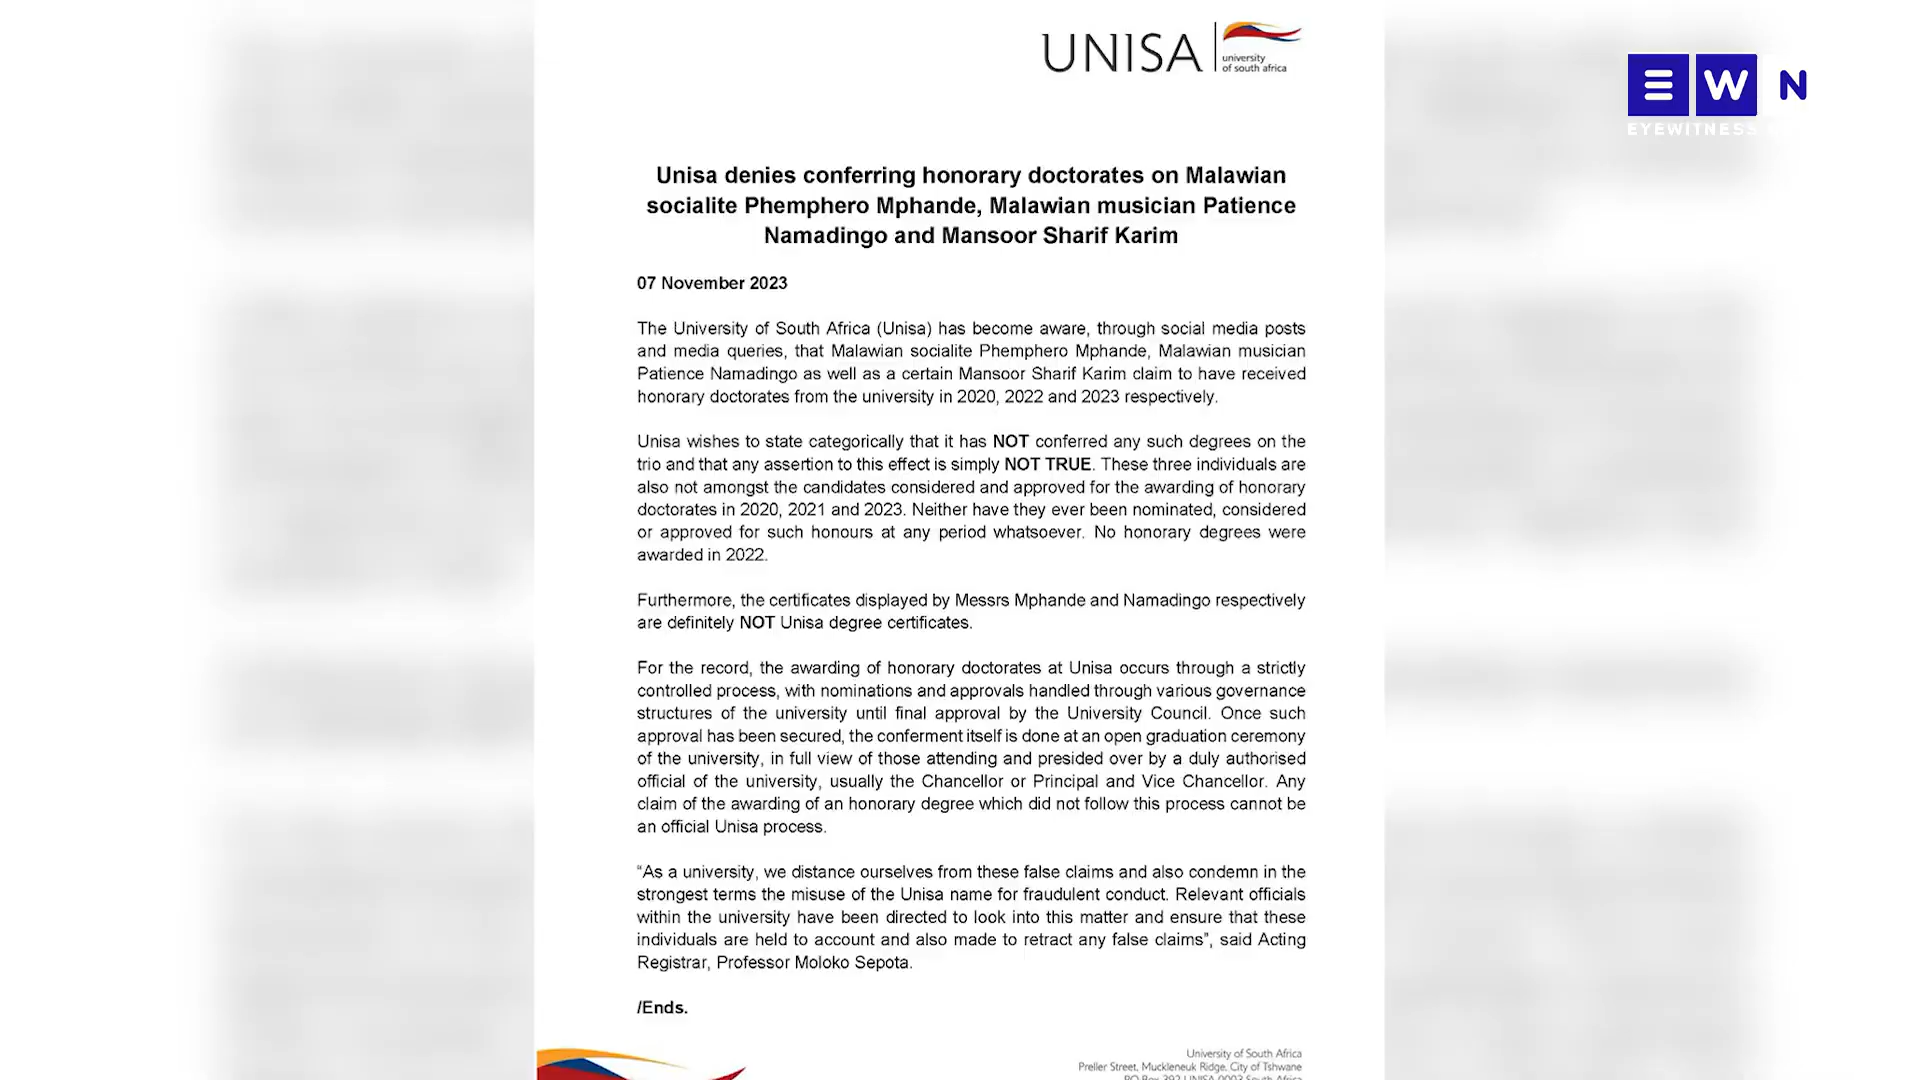 UNISA
university
of south africa
E W N
EYEWITNESS
Unisa denies conferring honorary doctorates on Malawian
socialite Phemphero Mphande, Malawian musician Patience
Namadingo and Mansoor Sharif Karim
07 November 2023
The University of South Africa (Unisa) has become aware, through social media posts
and media queries, that Malawian socialite Phemphero Mphande, Malawian musician
Patience Namadingo as well as a certain Mansoor Sharif Karim claim to have received
honorary doctorates from the university in 2020, 2022 and 2023 respectively.
Unisa wishes to state categorically that it has NOT conferred any such degrees on the
trio and that any assertion to this effect is simply NOT TRUE. These three individuals are
also not amongst the candidates considered and approved for the awarding of honorary
doctorates in 2020, 2021 and 2023. Neither have they ever been nominated, considered
or approved for such honours at any period whatsoever. No honorary degrees were
awarded in 2022.
Furthermore, the certificates displayed by Messrs Mphande and Namadingo respectively
are definitely NOT Unisa degree certificates.
For the record, the awarding of honorary doctorates at Unisa occurs through a strictly
controlled process, with nominations and approvals handled through various governance
structures of the university until final approval by the University Council. Once such
approval has been secured, the conferment itself is done at an open graduation ceremony
of the university, in full view of those attending and presided over by a duly authorised
official of the university, usually the Chancellor or Principal and Vice Chancellor. Any
claim of the awarding of an honorary degree which did not follow this process cannot be
an official Unisa process.
“As a university, we distance ourselves from these false claims and also condemn in the
strongest terms the misuse of the Unisa name for fraudulent conduct. Relevant officials
within the university have been directed to look into this matter and ensure that these
individuals are held to account and also made to retract any false claims”, said Acting
Registrar, Professor Moloko Sepota.
/Ends.
University of South Africa
Preller Street, Muckleneuk Ridge, City of Tshwane
PO Box 392 UNISA 0003 South Africa